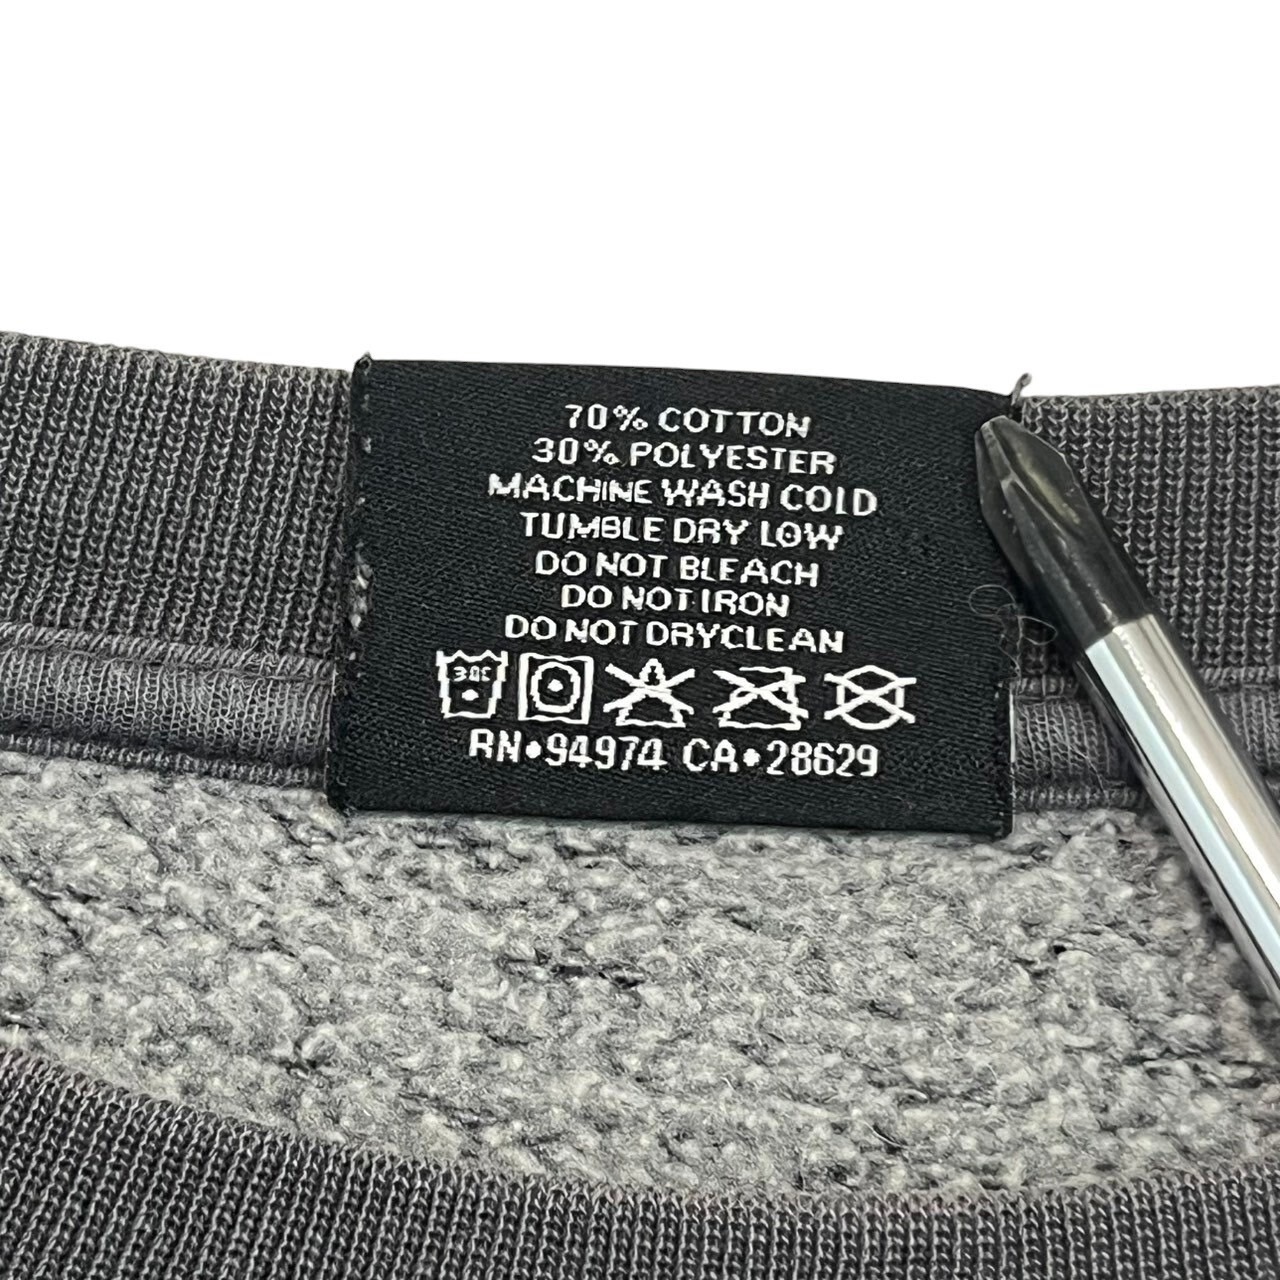 70% COTTON
30% POLYESTER
MACHINE WASH COLD
TUMBLE DRY LOW
DO NOT BLEACH
DO NOT IRON
DO NOT DRYCLEAN
30C
RN•94974 CA•28629